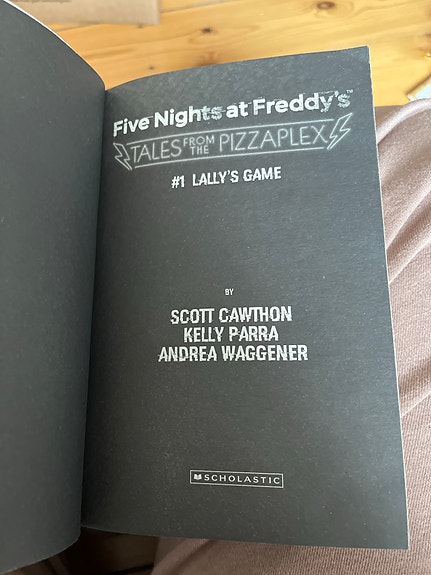 Five Nights at Freddy's™
TALES FROM THE PIZZAPLEX
#1 LALLY'S GAME
BY
SCOTT CAWTHON
KELLY PARRA
ANDREA WAGGENER
SCHOLASTIC